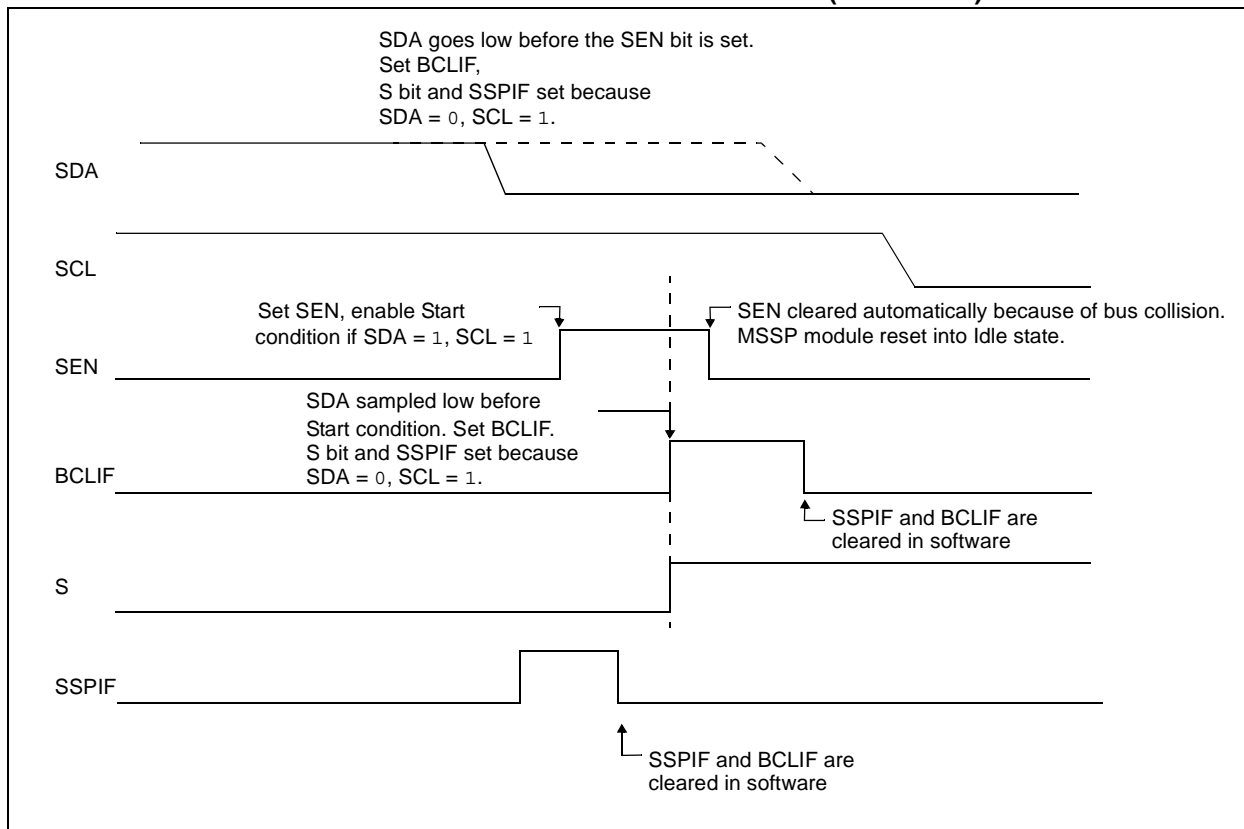 SDA goes low before the SEN bit is set.
Set BCLIF,
S bit and SSPIF set because
SDA = 0, SCL = 1.
SDA
SCL
Set SEN, enable Start
condition if SDA = 1, SCL = 1
SEN cleared automatically because of bus collision.
MSSP module reset into Idle state.
SEN
SDA sampled low before
Start condition. Set BCLIF.
S bit and SSPIF set because
SDA = 0, SCL = 1.
BCLIF
SSPIF and BCLIF are
cleared in software
S
SSPIF
SSPIF and BCLIF are
cleared in software